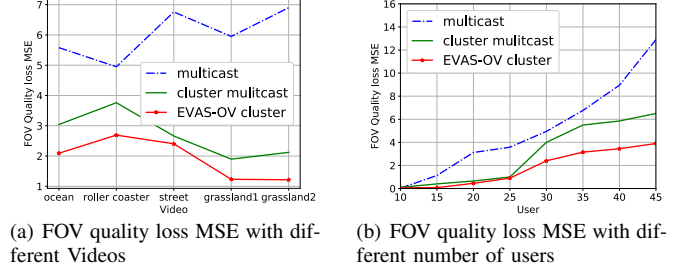 7
6
5
4
3
2
1
FOV Quality loss MSE
multicast
cluster mulitcast
EVAS-OV cluster
ocean roller coaster street grassland1 grassland2
Video
(a) FOV quality loss MSE with dif-
ferent Videos
16
14
12
10
8
6
4
2
0
FOV Quality loss MSE
multicast
cluster mulitcast
EVAS-OV cluster
10 15 20 25 30 35 40 45
User
(b) FOV quality loss MSE with dif-
ferent number of users